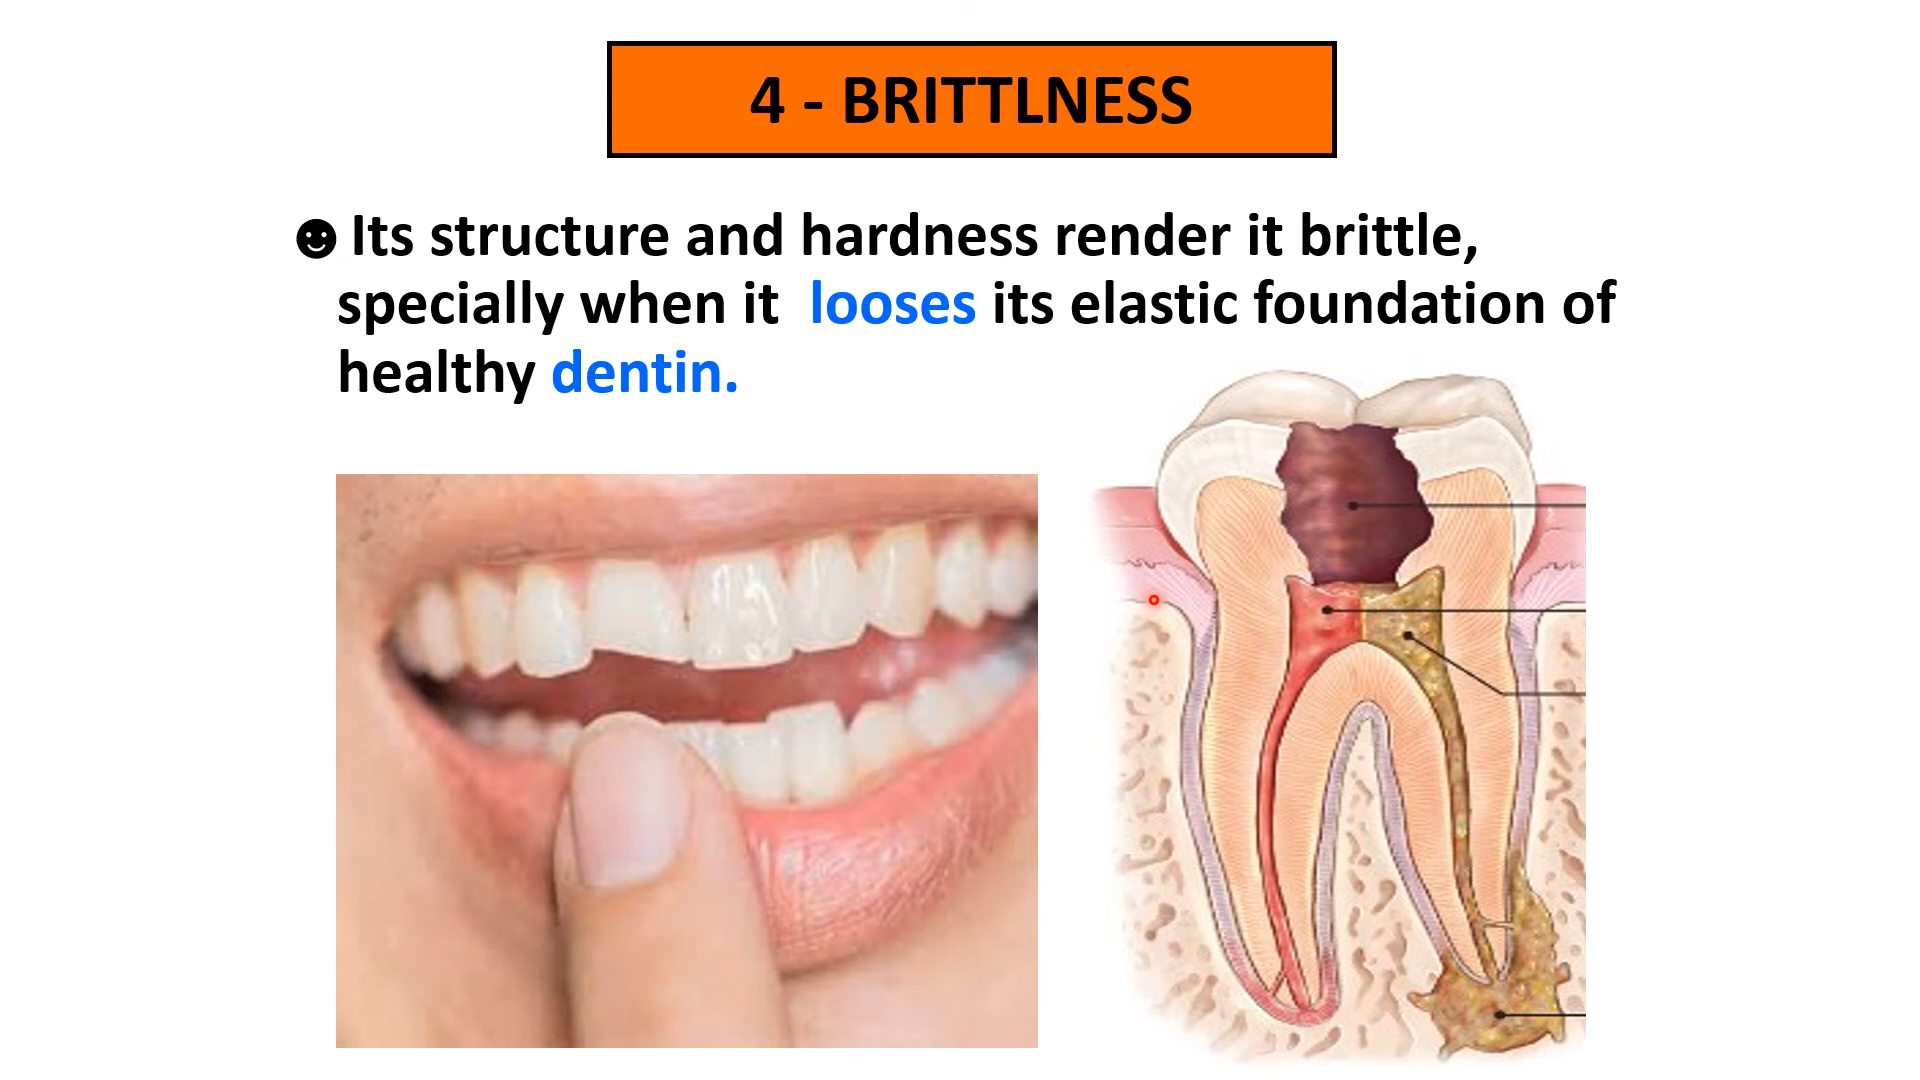 4 - BRITTLNESS
☻Its structure and hardness render it brittle,
specially when it looses its elastic foundation of
healthy dentin.